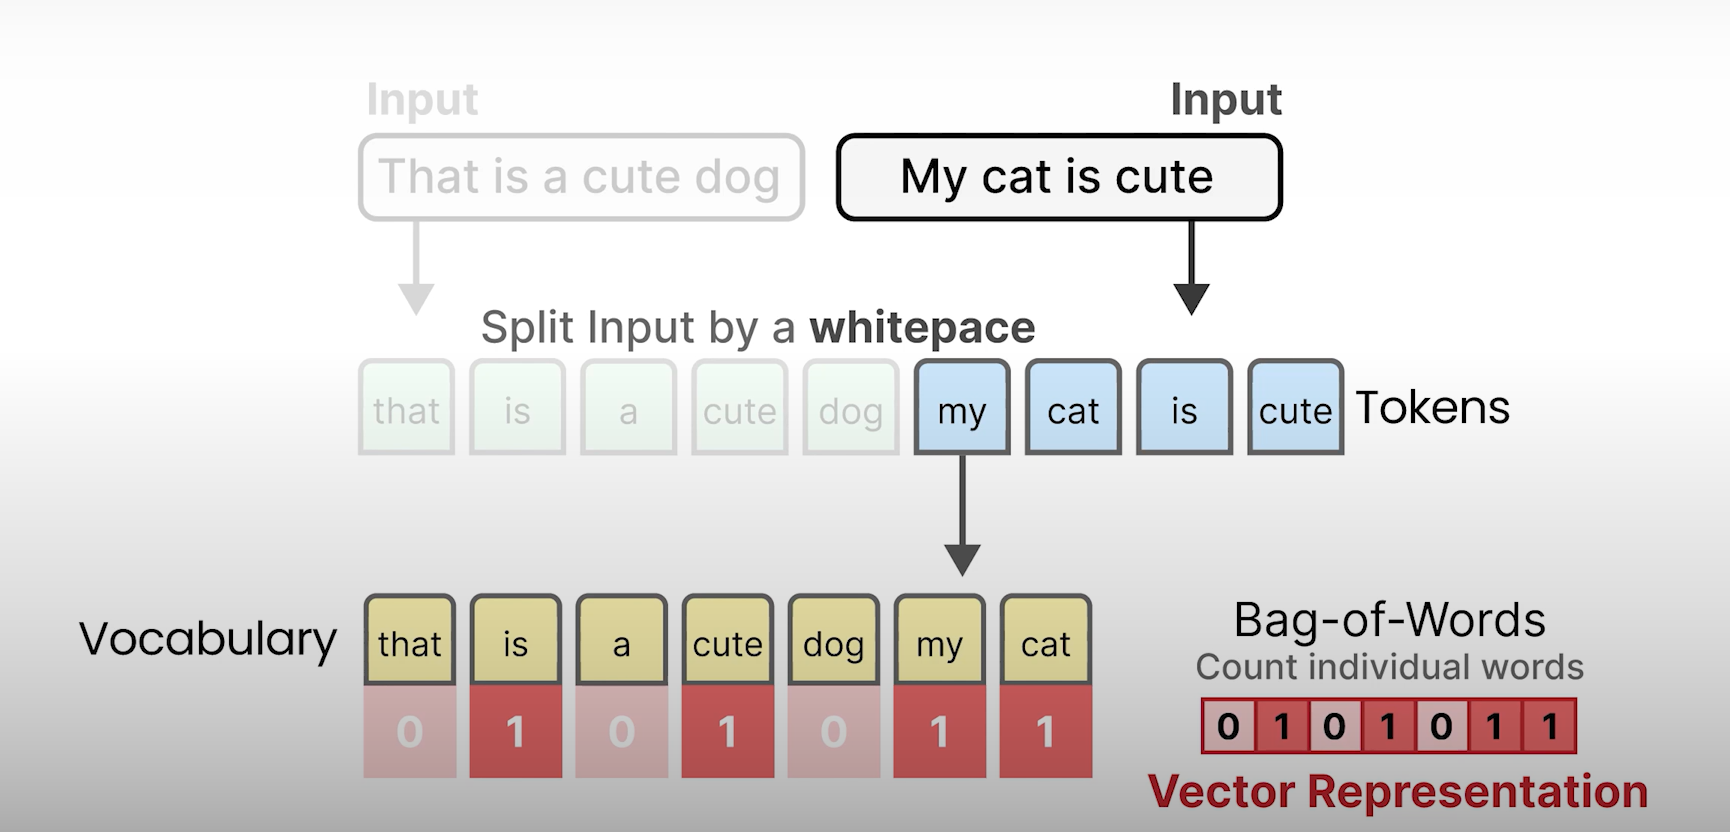 Input
Input
That is a cute dog
My cat is cute
Split Input by a whitepace
that is a cute dog my cat is cute Tokens
Vocabulary that is a cute dog my cat
0 1 0 1 0 1 1
Bag-of-Words
Count individual words
0 1 0 1 0 1 1
Vector Representation